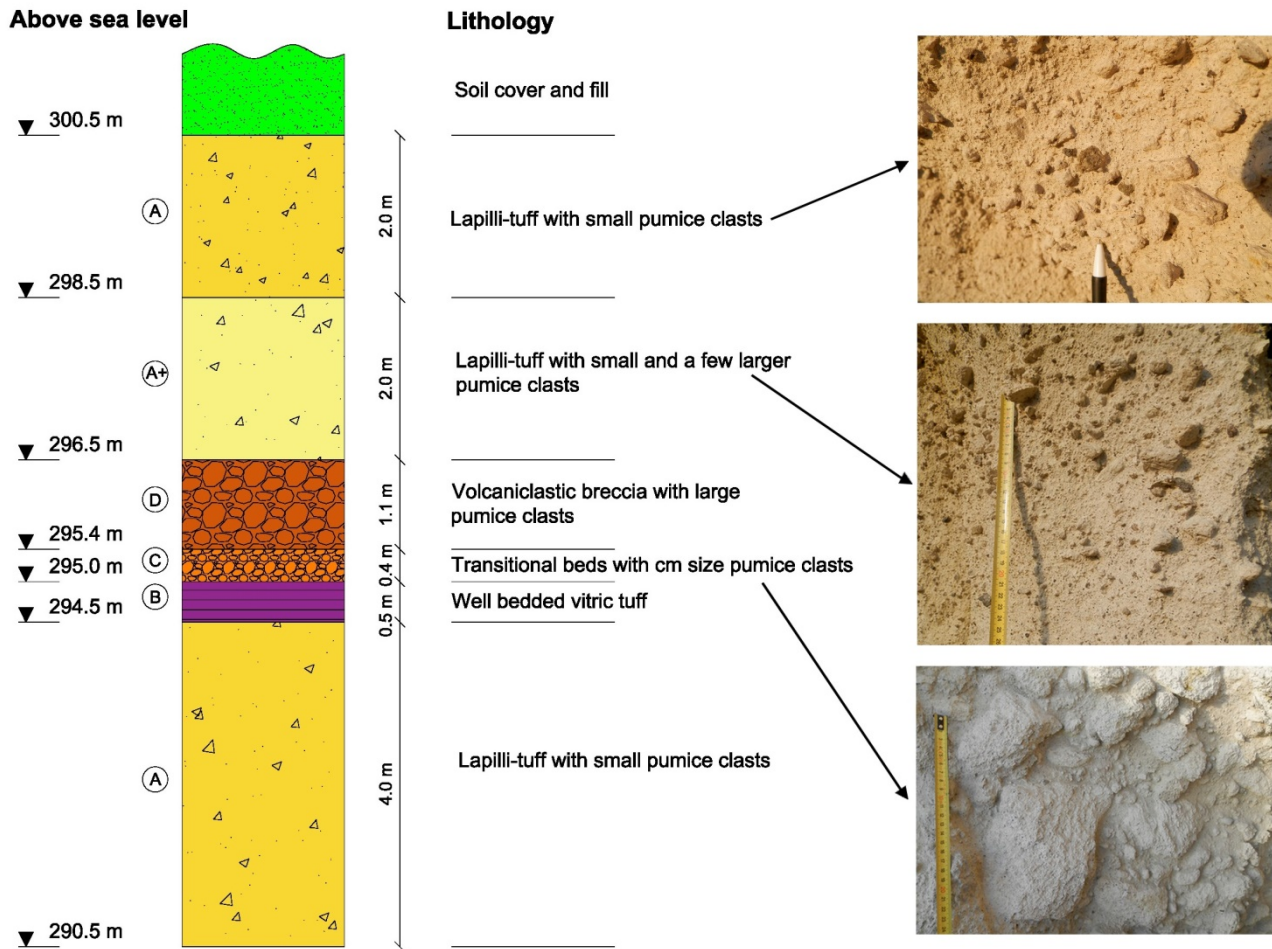 Above sea level
Lithology
Soil cover and fill
300.5 m
A
2.0 m
Lapilli-tuff with small pumice clasts
298.5 m
A+
2.0 m
Lapilli-tuff with small and a few larger
pumice clasts
296.5 m
D
1.1 m
Volcaniclastic breccia with large
pumice clasts
295.4 m
C
0.4 m
Transitional beds with cm size pumice clasts
295.0 m
B
0.5 m
Well bedded vitric tuff
294.5 m
A
4.0 m
Lapilli-tuff with small pumice clasts
290.5 m